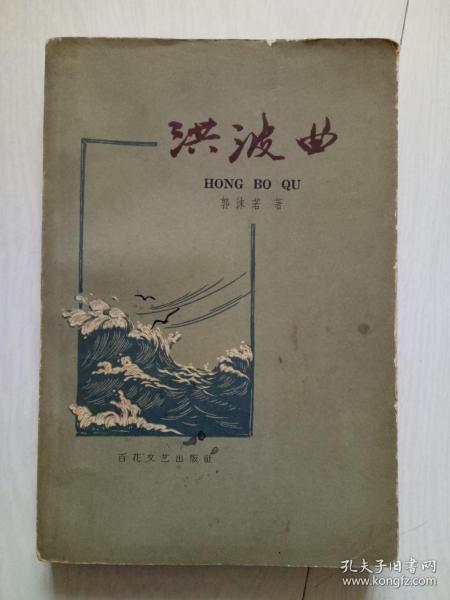 洪波曲
HONG BO QU
郭沫若 著
百花文艺出版社
孔夫子旧书网
www.kongfz.com